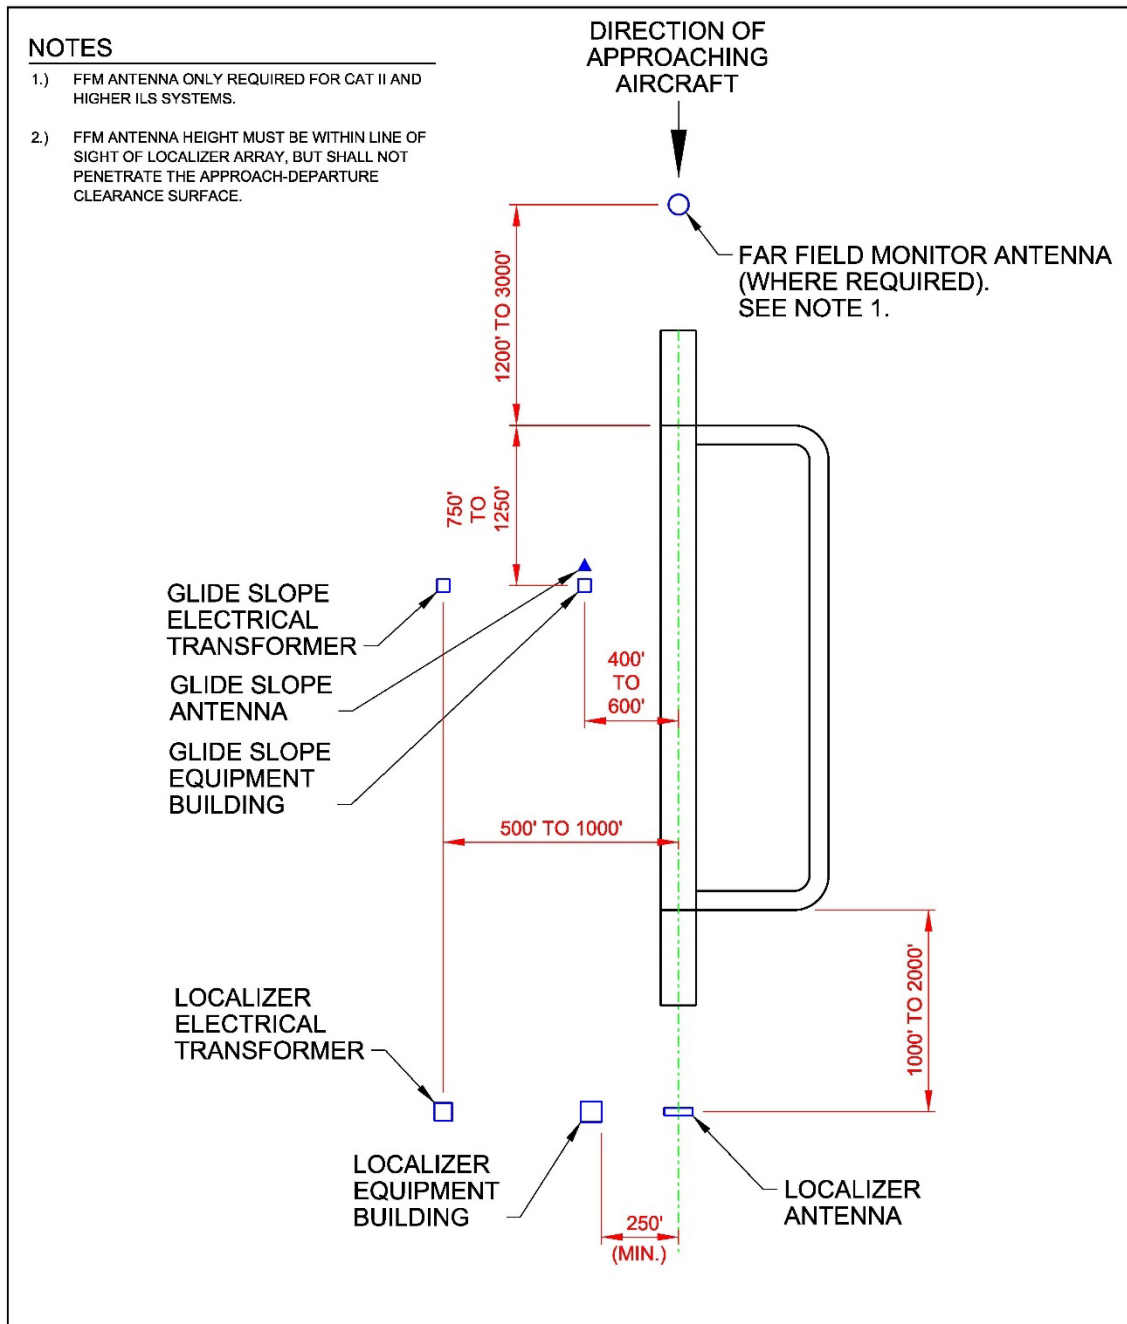 NOTES
1.) FFM ANTENNA ONLY REQUIRED FOR CAT II AND
HIGHER ILS SYSTEMS.
2.) FFM ANTENNA HEIGHT MUST BE WITHIN LINE OF
SIGHT OF LOCALIZER ARRAY, BUT SHALL NOT
PENETRATE THE APPROACH-DEPARTURE
CLEARANCE SURFACE.
DIRECTION OF
APPROACHING
AIRCRAFT
FAR FIELD MONITOR ANTENNA
(WHERE REQUIRED).
SEE NOTE 1.
1200' TO 3000'
750'
TO
1250'
GLIDE SLOPE
ELECTRICAL
TRANSFORMER
GLIDE SLOPE
ANTENNA
GLIDE SLOPE
EQUIPMENT
BUILDING
400'
TO
600'
500' TO 1000'
1000' TO 2000'
LOCALIZER
ELECTRICAL
TRANSFORMER
LOCALIZER
EQUIPMENT
BUILDING
250'
(MIN.)
LOCALIZER
ANTENNA